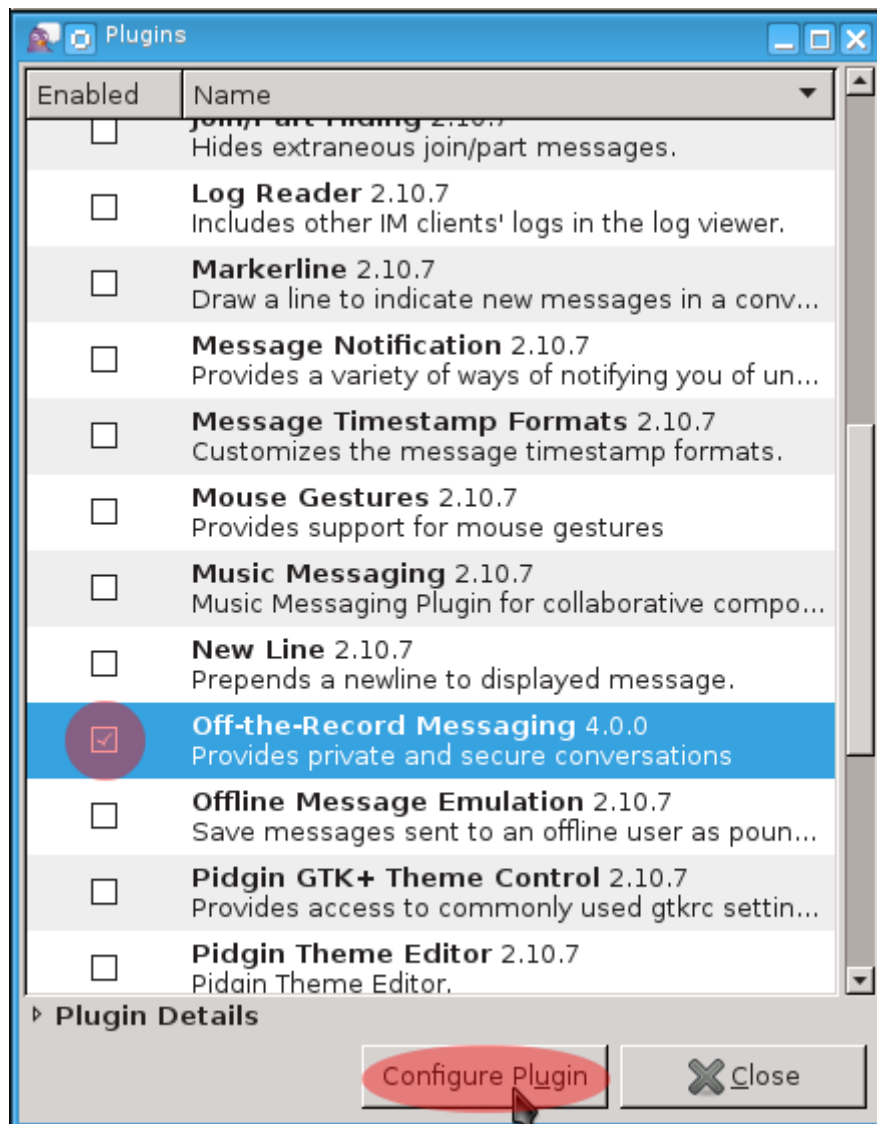 Plugins
Enabled Name
Join/Part Hiding 2.10.7
Hides extraneous join/part messages.
Log Reader 2.10.7
Includes other IM clients' logs in the log viewer.
Markerline 2.10.7
Draw a line to indicate new messages in a conv...
Message Notification 2.10.7
Provides a variety of ways of notifying you of un...
Message Timestamp Formats 2.10.7
Customizes the message timestamp formats.
Mouse Gestures 2.10.7
Provides support for mouse gestures
Music Messaging 2.10.7
Music Messaging Plugin for collaborative compo...
New Line 2.10.7
Prepends a newline to displayed message.
Off-the-Record Messaging 4.0.0
Provides private and secure conversations
Offline Message Emulation 2.10.7
Save messages sent to an offline user as poun...
Pidgin GTK+ Theme Control 2.10.7
Provides access to commonly used gtkrc settin...
Pidgin Theme Editor 2.10.7
Pidgin Theme Editor.
Plugin Details
Configure Plugin Close